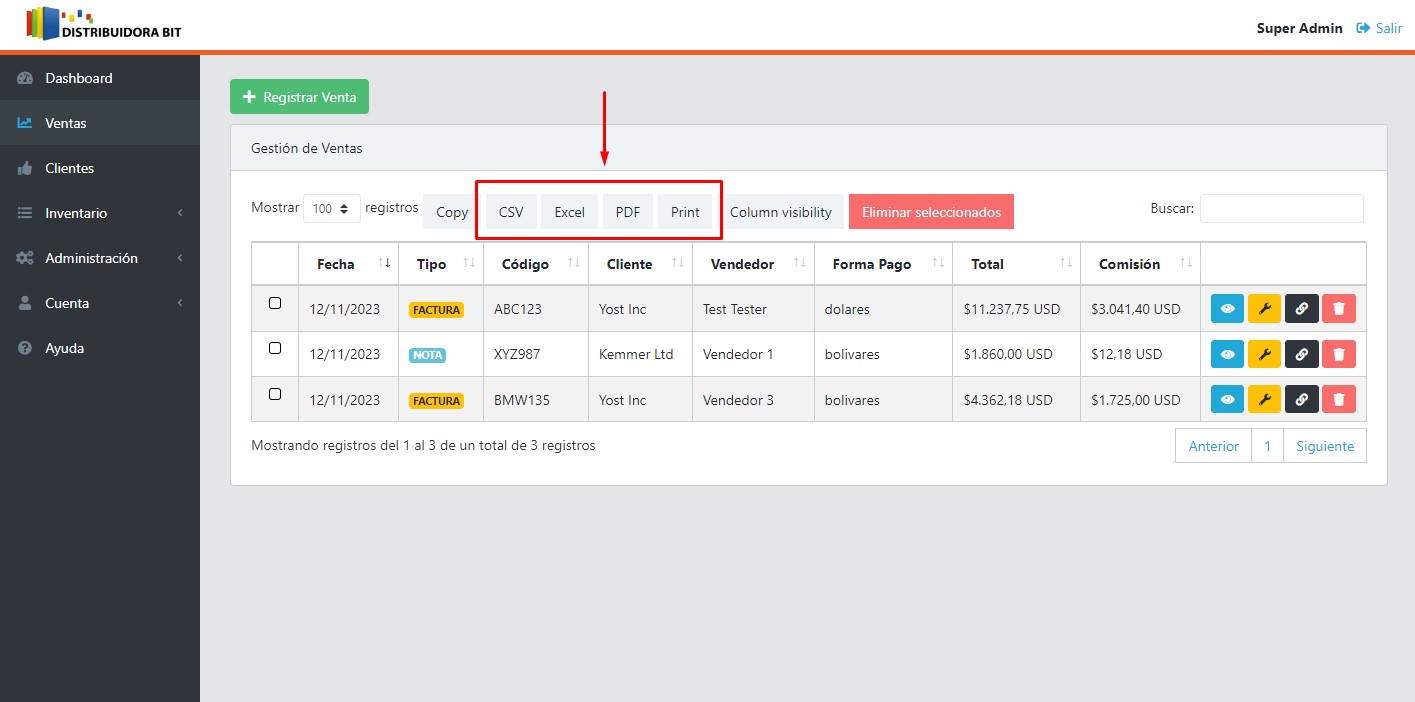 DISTRIBUIDORA BIT
Super Admin Salir
Dashboard
Ventas
Clientes
Inventario
Administración
Cuenta
Ayuda
Registrar Venta
Gestión de Ventas
Mostrar 100 registros Copy CSV Excel PDF Print Column visibility Eliminar seleccionados Buscar:
Fecha Tipo Código Cliente Vendedor Forma Pago Total Comisión
12/11/2023 FACTURA ABC123 Yost Inc Test Tester dolares $11.237,75 USD $3.041,40 USD
12/11/2023 NOTA XYZ987 Kemmer Ltd Vendedor 1 bolivares $1.860,00 USD $12,18 USD
12/11/2023 FACTURA BMW135 Yost Inc Vendedor 3 bolivares $4.362,18 USD $1.725,00 USD
Mostrando registros del 1 al 3 de un total de 3 registros
Anterior 1 Siguiente